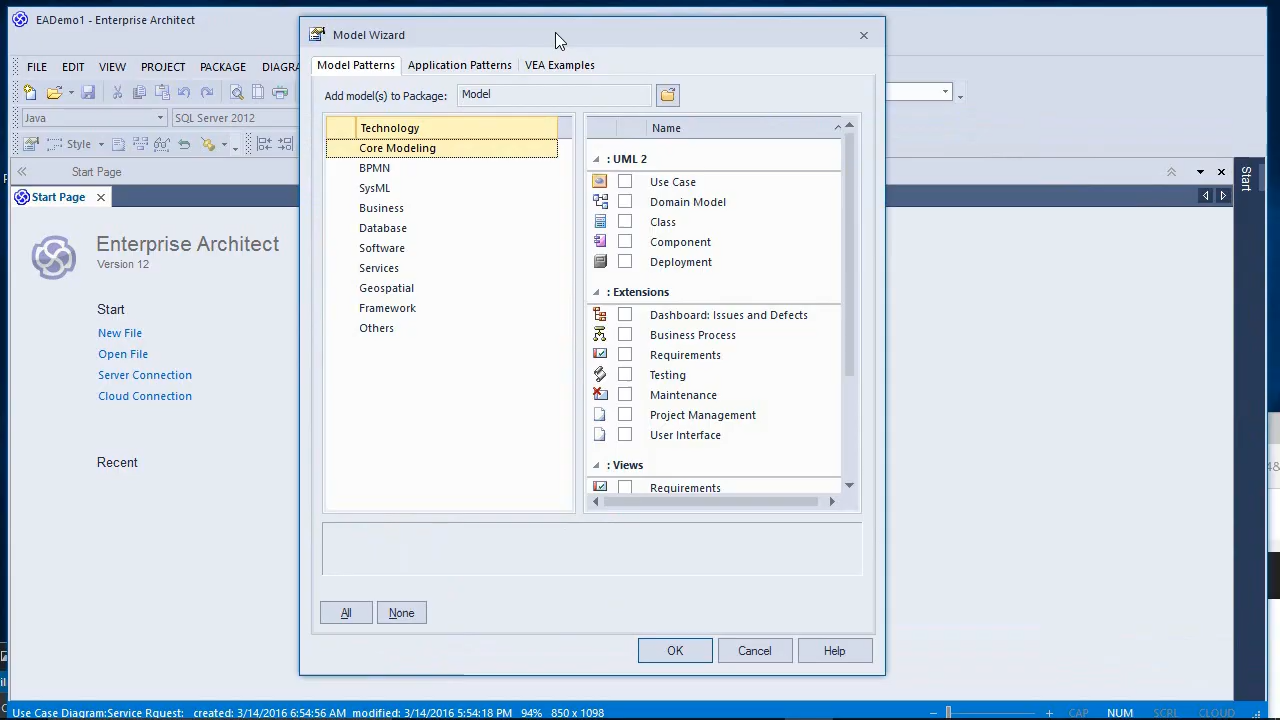 EADemo1 - Enterprise Architect
Model Wizard
FILE EDIT VIEW PROJECT PACKAGE DIAGRA
Model Patterns Application Patterns VEA Examples
Add model(s) to Package: Model
Java SQL Server 2012
Style
Start Page
Start Page
Start
Enterprise Architect
Version 12
Start
New File
Open File
Server Connection
Cloud Connection
Recent
Technology
Core Modeling
BPMN
SysML
Business
Database
Software
Services
Geospatial
Framework
Others
Name
: UML 2
Use Case
Domain Model
Class
Component
Deployment
: Extensions
Dashboard: Issues and Defects
Business Process
Requirements
Testing
Maintenance
Project Management
User Interface
: Views
Requirements
All None
OK Cancel Help
Use Case Diagram:Service Rquest: created: 3/14/2016 6:54:56 AM modified: 3/14/2016 5:54:18 PM 94% 850 x 1098
CAP NUM SCRL CLOUD